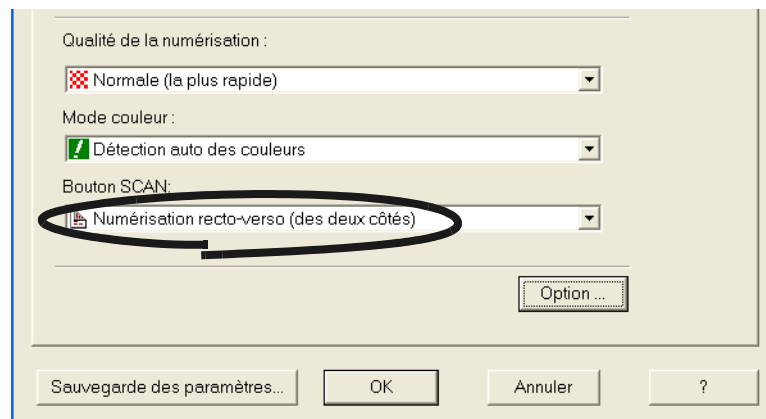 Qualité de la numérisation :
Normale (la plus rapide)
Mode couleur :
Détection auto des couleurs
Bouton SCAN:
Numérisation recto-verso (des deux côtés)
Option ...
Sauvegarde des paramètres... OK Annuler ?